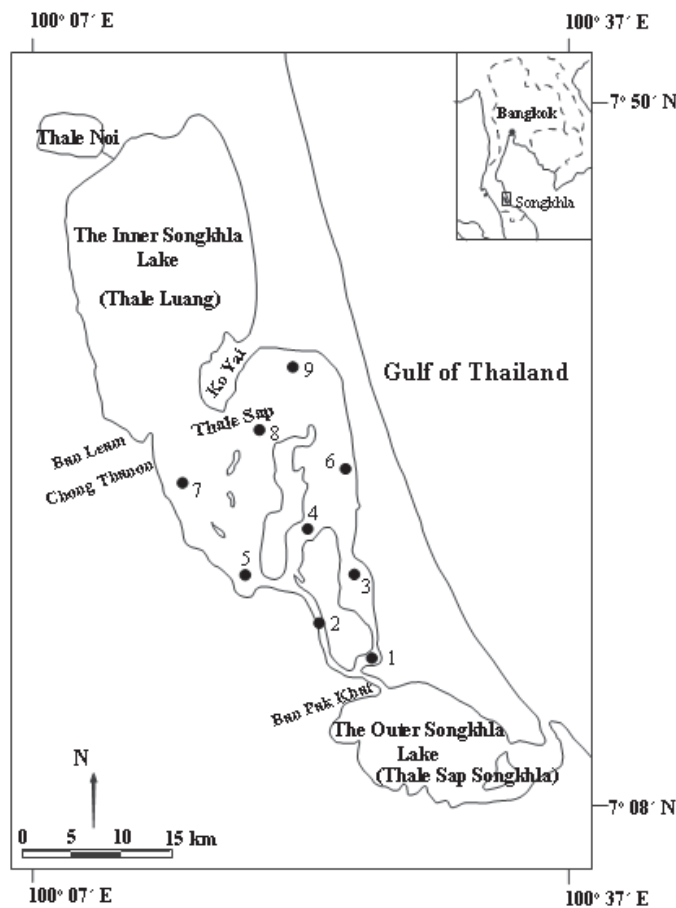 100° 07´ E
100° 37´ E
7° 50´ N
Bangkok
Songkhla
Thale Noi
The Inner Songkhla
Lake
(Thale Luang)
Ko Yai
Gulf of Thailand
9
Thale Sap
8
Ban Leam
6
Chong Thanon
7
4
5
3
2
1
Ban Pak Khat
The Outer Songkhla
Lake
(Thale Sap Songkhla)
N
0 5 10 15 km
7° 08´ N
100° 07´ E
100° 37´ E